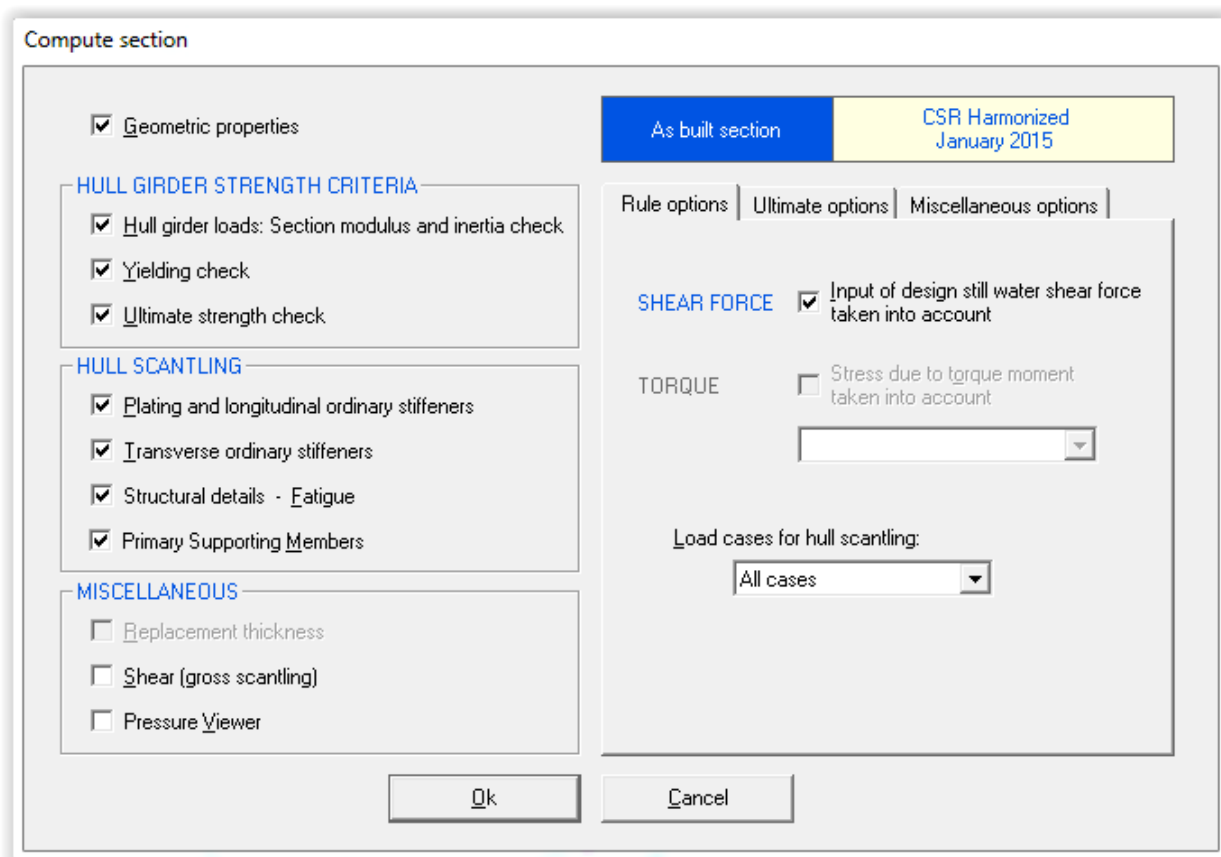 Compute section
Geometric properties
HULL GIRDER STRENGTH CRITERIA
Hull girder loads: Section modulus and inertia check
Yielding check
Ultimate strength check
HULL SCANTLING
Plating and longitudinal ordinary stiffeners
Transverse ordinary stiffeners
Structural details - Fatigue
Primary Supporting Members
MISCELLANEOUS
Replacement thickness
Shear (gross scantling)
Pressure Viewer
As built section
CSR Harmonized
January 2015
Rule options
Ultimate options
Miscellaneous options
SHEAR FORCE
Input of design still water shear force
taken into account
TORQUE
Stress due to torque moment
taken into account
Load cases for hull scantling:
All cases
Ok
Cancel